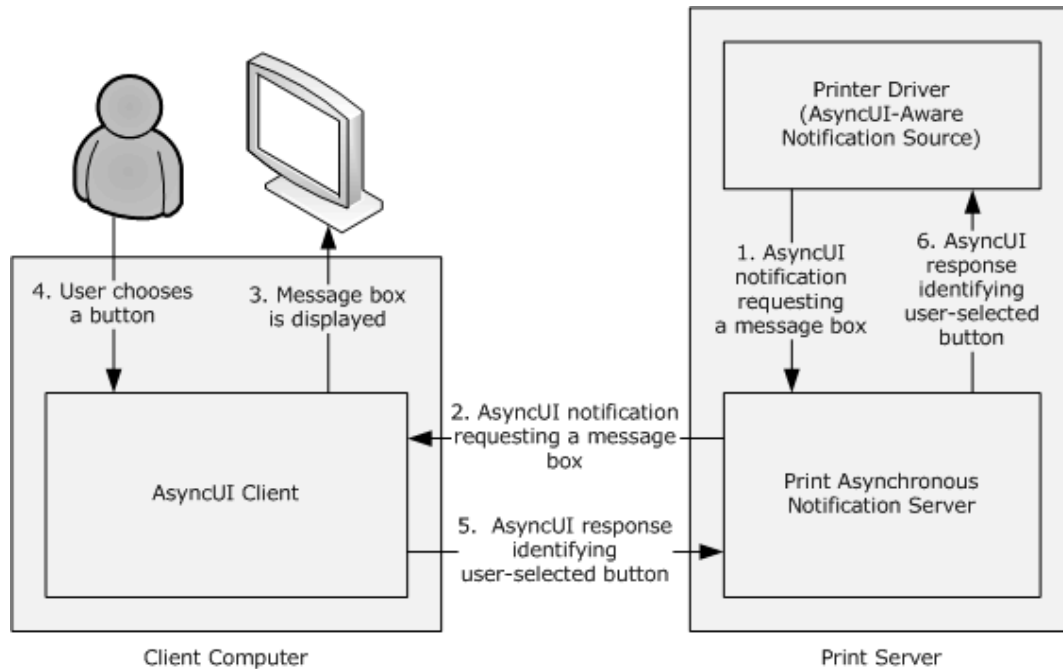 Printer Driver
(AsyncUI-Aware
Notification Source)
1. AsyncUI
notification
requesting
a message box
6. AsyncUI
response
identifying
user-selected
button
4. User chooses
a button
3. Message box
is displayed
2. AsyncUI notification
requesting a message
box
AsyncUI Client
Print Asynchronous
Notification Server
5. AsyncUI response
identifying
user-selected button
Client Computer
Print Server